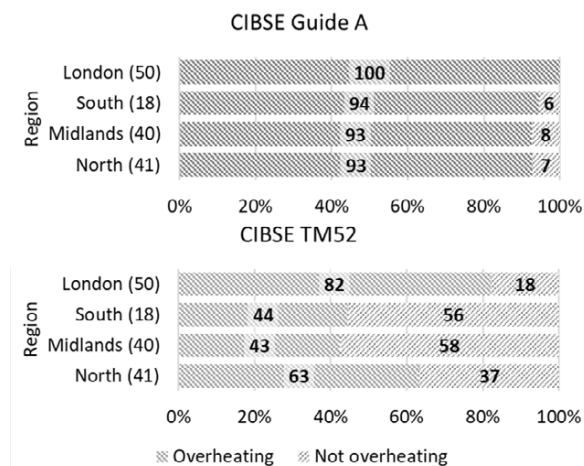 CIBSE Guide A
Region
London (50) 100
South (18) 94 6
Midlands (40) 93 8
North (41) 93 7
0% 20% 40% 60% 80% 100%
CIBSE TM52
Region
London (50) 82 18
South (18) 44 56
Midlands (40) 43 58
North (41) 63 37
0% 20% 40% 60% 80% 100%
Overheating Not overheating